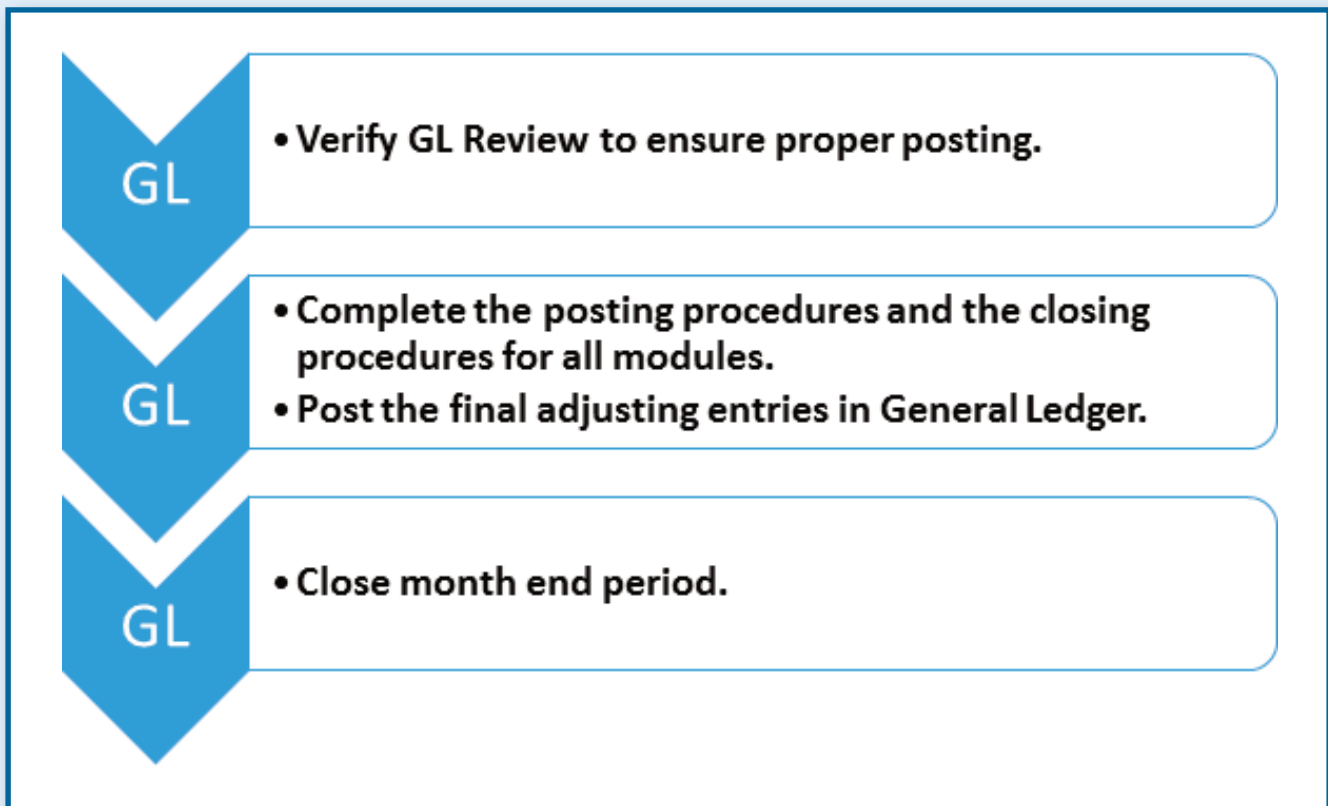 GL
• Verify GL Review to ensure proper posting.
GL
• Complete the posting procedures and the closing
procedures for all modules.
• Post the final adjusting entries in General Ledger.
GL
• Close month end period.